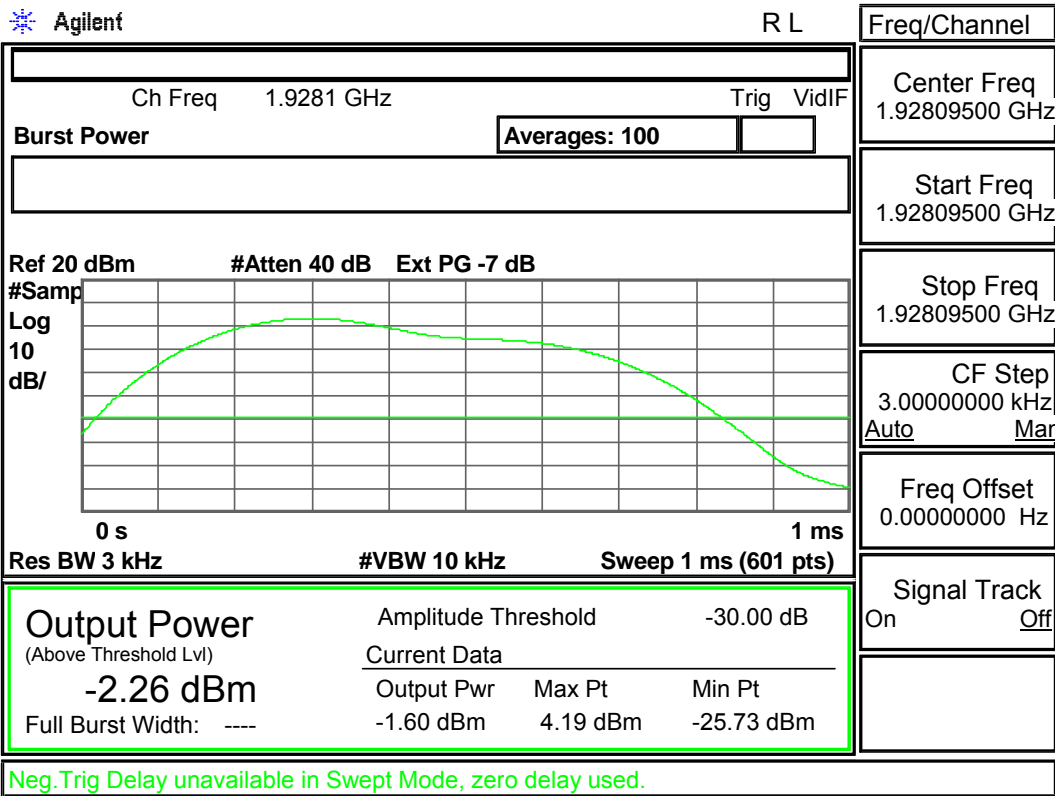 Agilent R L Freq/Channel
Ch Freq 1.9281 GHz Trig VidIF
Burst Power Averages: 100
Ref 20 dBm #Atten 40 dB Ext PG -7 dB
#Samp
Log
10
dB/
0 s 1 ms
Res BW 3 kHz #VBW 10 kHz Sweep 1 ms (601 pts)
Output Power
(Above Threshold Lvl)
-2.26 dBm
Full Burst Width: ----
Amplitude Threshold -30.00 dB
Current Data
Output Pwr Max Pt Min Pt
-1.60 dBm 4.19 dBm -25.73 dBm
Neg.Trig Delay unavailable in Swept Mode, zero delay used.
Center Freq
1.92809500 GHz
Start Freq
1.92809500 GHz
Stop Freq
1.92809500 GHz
CF Step
3.00000000 kHz
Auto Man
Freq Offset
0.00000000 Hz
Signal Track
On Off